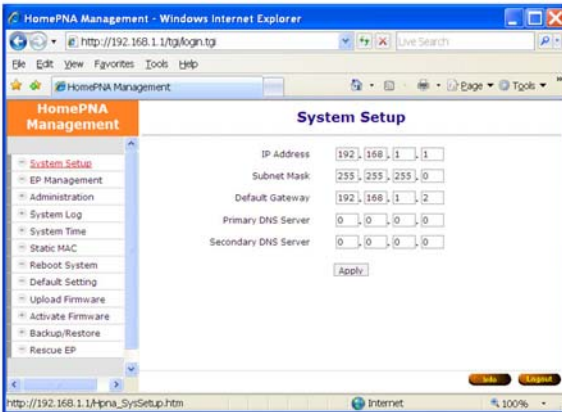 HomePNA Management - Windows Internet Explorer
http://192.168.1.1/tgi/login.tgi
Live Search
File Edit View Favorites Tools Help
HomePNA Management
Page Tools
HomePNA
Management
System Setup
EP Management
Administration
System Log
System Time
Static MAC
Reboot System
Default Setting
Upload Firmware
Activate Firmware
Backup/Restore
Rescue EP
System Setup
IP Address 192 . 168 . 1 . 1
Subnet Mask 255 . 255 . 255 . 0
Default Gateway 192 . 168 . 1 . 2
Primary DNS Server 0 . 0 . 0 . 0
Secondary DNS Server 0 . 0 . 0 . 0
Apply
Info Logout
http://192.168.1.1/Hpna_SysSetup.htm
Internet
100%